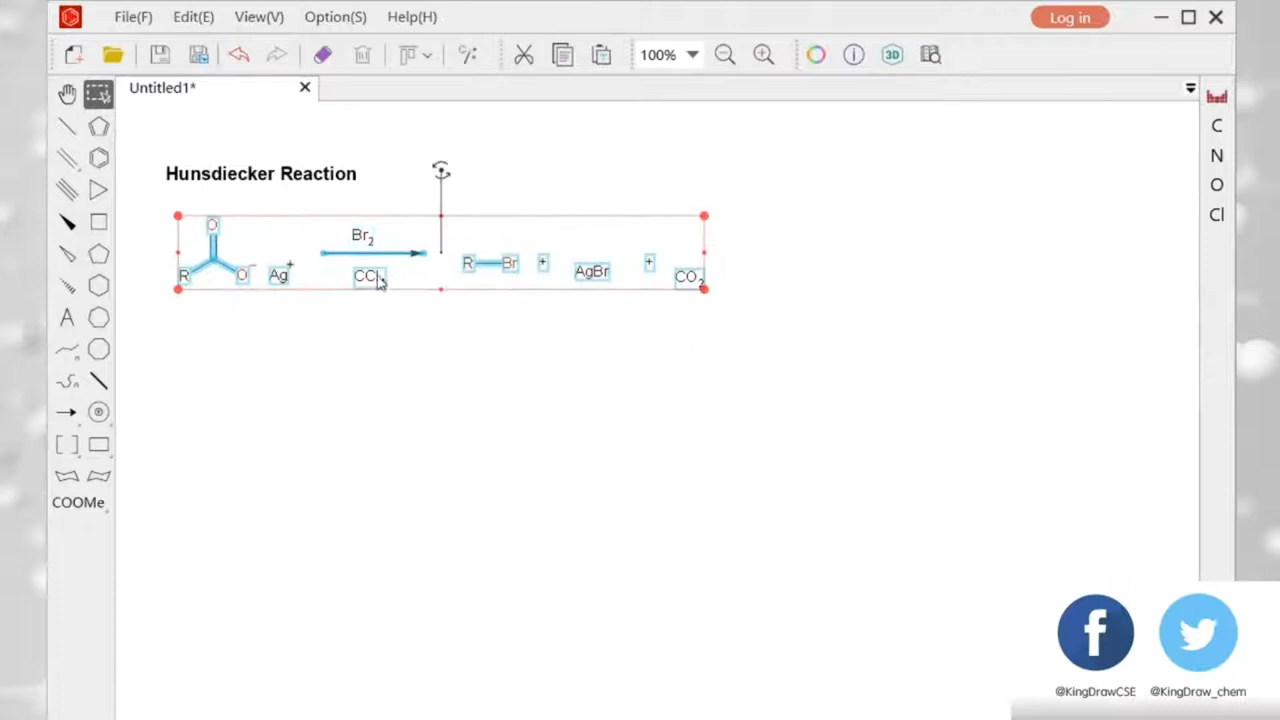 File(F) Edit(E) View(V) Option(S) Help(H) Log in
100% 3D
Untitled1*
Hunsdiecker Reaction
O
Br2
R O− Ag+ R Br + AgBr + CO2
C
N
O
Cl
A
COOMe
@KingDrawCSE @KingDraw_chem